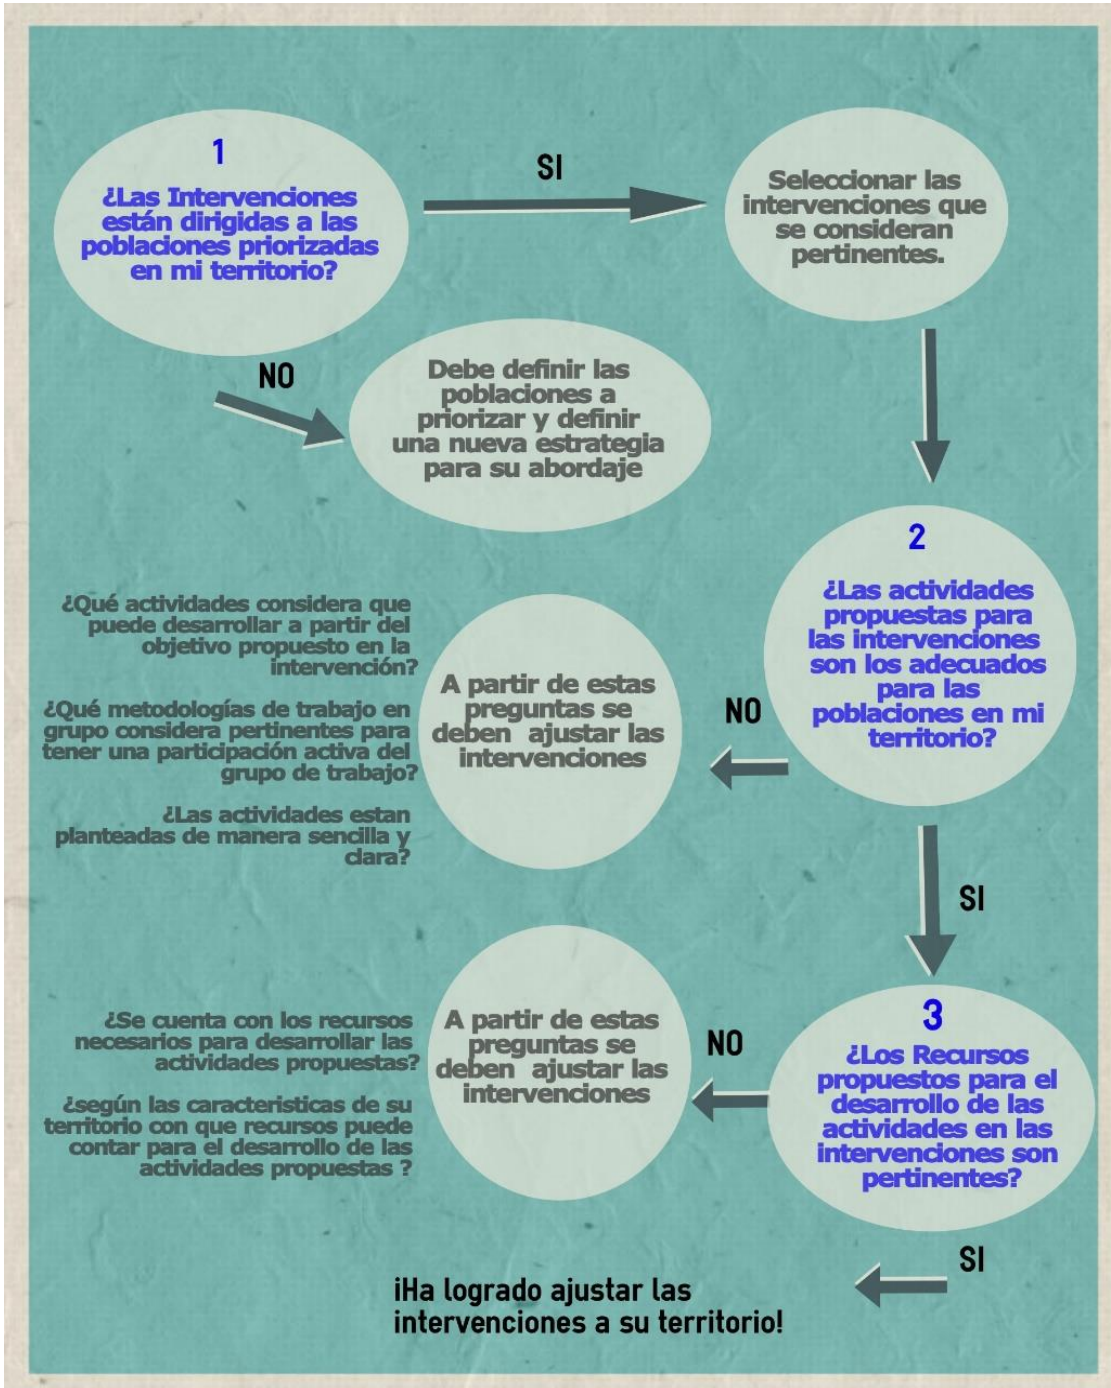 1
¿Las Intervenciones
están dirigidas a las
poblaciones priorizadas
en mi territorio?
SI
Seleccionar las
intervenciones que
se consideran
pertinentes.
NO
Debe definir las
poblaciones a
priorizar y definir
una nueva estrategia
para su abordaje
2
¿Las actividades
propuestas para
las intervenciones
son los adecuados
para las
poblaciones en mi
territorio?
NO
A partir de estas
preguntas se
deben ajustar las
intervenciones
¿Qué actividades considera que
puede desarrollar a partir del
objetivo propuesto en la
intervención?
¿Qué metodologías de trabajo en
grupo considera pertinentes para
tener una participación activa del
grupo de trabajo?
¿Las actividades estan
planteadas de manera sencilla y
clara?
SI
3
¿Los Recursos
propuestos para el
desarrollo de las
actividades en las
intervenciones son
pertinentes?
NO
A partir de estas
preguntas se
deben ajustar las
intervenciones
¿Se cuenta con los recursos
necesarios para desarrollar las
actividades propuestas?
¿según las caracteristicas de su
territorio con que recursos puede
contar para el desarrollo de las
actividades propuestas ?
SI
¡Ha logrado ajustar las
intervenciones a su territorio!